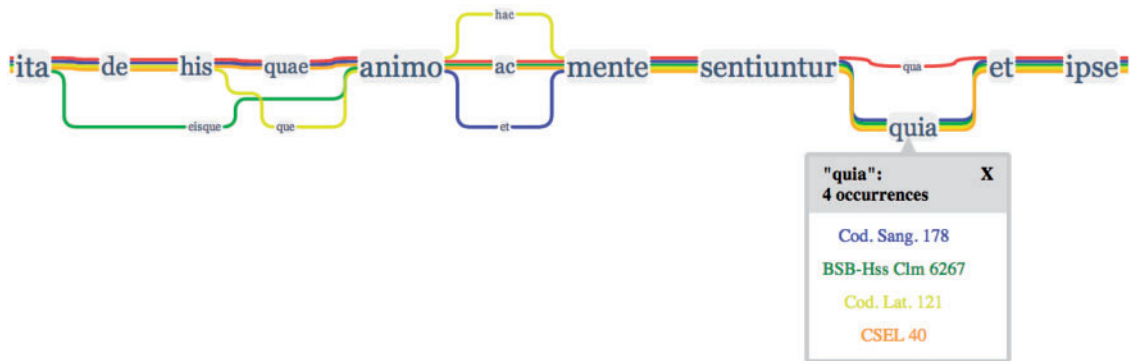 hac
ita de his quae animo ac mente sentiuntur qua et ipse
eisque que et quia
"quia": X
4 occurrences
Cod. Sang. 178
BSB-Hss Clm 6267
Cod. Lat. 121
CSEL 40